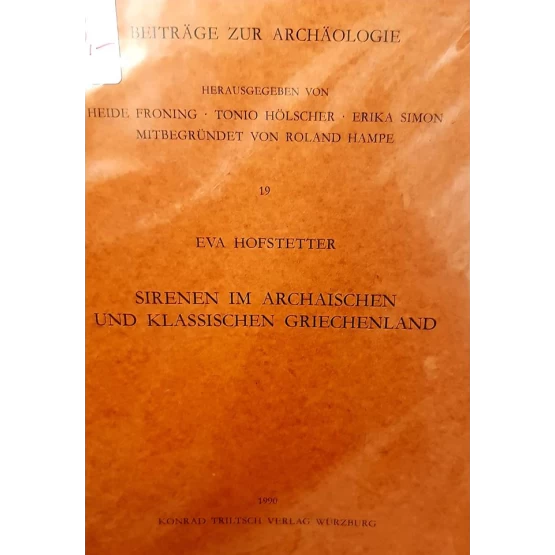 BEITRÄGE ZUR ARCHÄOLOGIE
HERAUSGEGEBEN VON
HEIDE FRONING · TONIO HÖLSCHER · ERIKA SIMON
MITBEGRÜNDET VON ROLAND HAMPE
19
EVA HOFSTETTER
SIRENEN IM ARCHAISCHEN
UND KLASSISCHEN GRIECHENLAND
1990
KONRAD TRILTSCH VERLAG WÜRZBURG